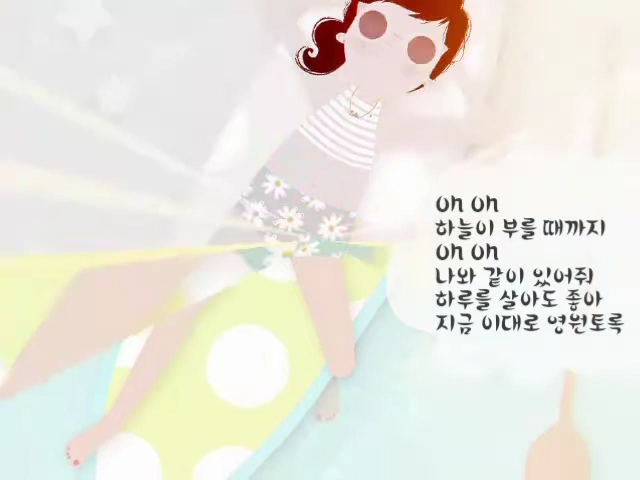 Oh Oh
하늘이 부를 때까지
Oh Oh
나와 같이 있어줘
하루를 살아도 좋아
지금 이대로 영원토록